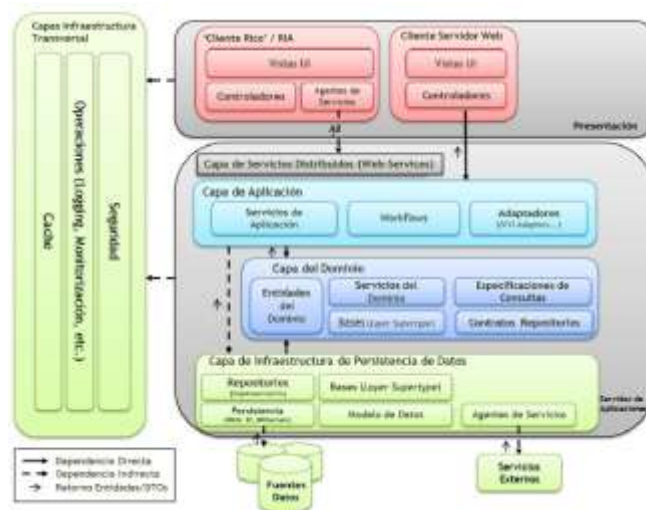 Capas Infraestructura
Transversal
Cache
Operaciones (Logging, Monitorización, etc.)
Seguridad
'Cliente Rico' / RIA
Vistas UI
Controladores
Agentes de
Servicio
Cliente Servidor Web
Vistas UI
Controladores
Presentación
Capa de Servicios Distribuidos (Web-Services)
Capa de Aplicación
Servicios de
Aplicación
Workflows
Adaptadores
Capa del Dominio
Entidades
del
Dominio
Servicios del
Dominio
Especificaciones de
Consultas
Bases (Layer Supertype)
Contratos Repositorios
Capa de Infraestructura de Persistencia de Datos
Repositorios
Bases (Layer Supertype)
Persistencia
Modelo de Datos
Agentes de Servicio
Servidor de
Aplicaciones
Dependencia Directa
Dependencia Indirecta
Retorno Entidades/DTOs
Fuentes
Datos
Servicios
Externos